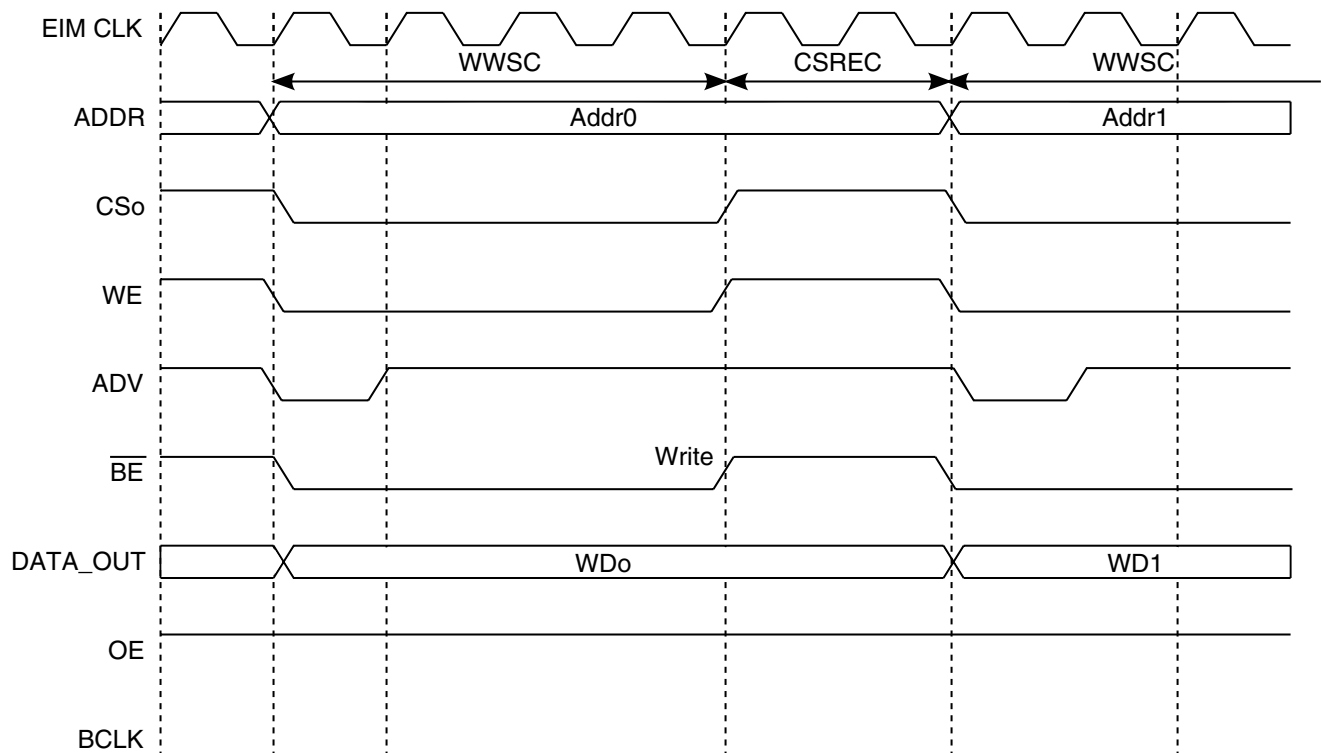 EIM CLK
WWSC CSREC WWSC
ADDR Addr0 Addr1
CSo
WE
ADV
BE Write
DATA_OUT WDo WD1
OE
BCLK